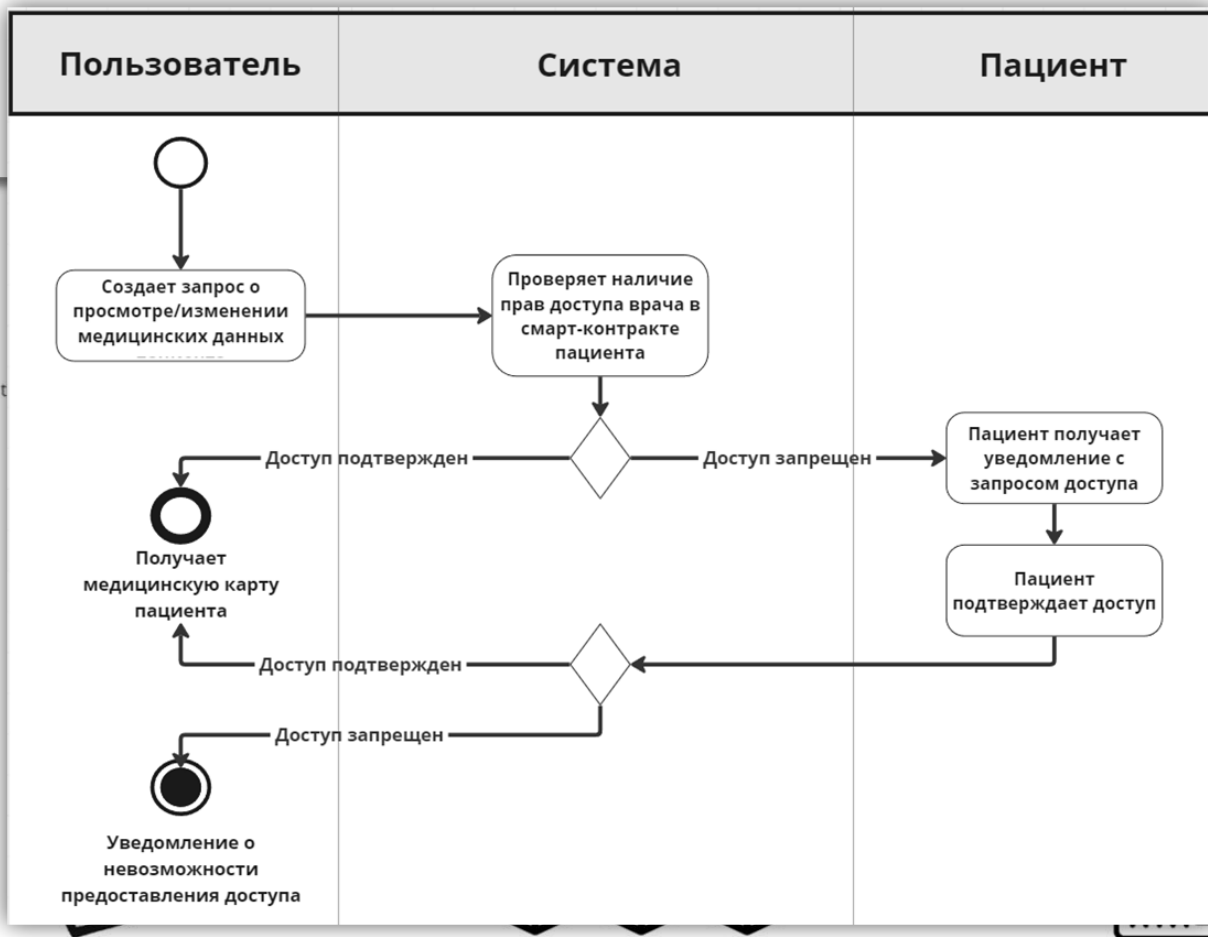 Пользователь
Система
Пациент
Создает запрос о
просмотре/изменении
медицинских данных
Проверяет наличие
прав доступа врача в
смарт-контракте
пациента
Доступ подтвержден
Доступ запрещен
Пациент получает
уведомление с
запросом доступа
Получает
медицинскую карту
пациента
Пациент
подтверждает доступ
Доступ подтвержден
Доступ запрещен
Уведомление о
невозможности
предоставления доступа